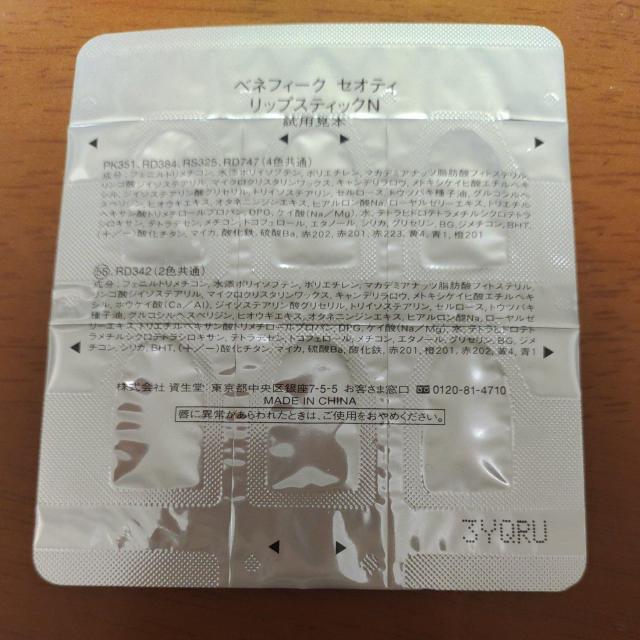 ベネフィーク セオティ
リップスティックN
試用見本
PK351, RD384, RS325, RD747 (4色共通)
成分:フェニルトリメチコン, 水添ポリイソブテン, ポリエチレン, マカデミアナッツ脂肪酸フィトステリル,
リンゴ酸ジイソステアリル, マイクロクリスタリンワックス, キャンデリラロウ, メトキシケイヒ酸エチルヘキ
シル, ジイソステアリン酸グリセリル, トリイソステアリン, セルロース, トウツバキ種子油, グルコシルヘ
スペリジン, ヒオウギエキス, オタネニンジンエキス, ヒアルロン酸Na, ローヤルゼリーエキス, トリエチル
ヘキサン酸トリメチロールプロパン, DPG, ケイ酸(Na/Mg), 水, テトラヒドロテトラメチルシクロテトラ
シロキサン, テトラデセン, メチコン, トコフェロール, エタノール, シリカ, グリセリン, BG, ジメチコン, BHT,
(+/−)酸化チタン, マイカ, 酸化鉄, 硫酸Ba, 赤202, 赤201, 赤223, 黄4, 青1, 橙201
55, RD342 (2色共通)
成分:フェニルトリメチコン, 水添ポリイソブテン, ポリエチレン, マカデミアナッツ脂肪酸フィトステリル,
リンゴ酸ジイソステアリル, マイクロクリスタリンワックス, キャンデリラロウ, メトキシケイヒ酸エチルヘキ
シル, ホウケイ酸(Ca/Al), ジイソステアリン酸グリセリル, トリイソステアリン, セルロース, トウツバキ
種子油, グルコシルヘスペリジン, ヒオウギエキス, オタネニンジンエキス, ヒアルロン酸Na, ローヤルゼ
リーエキス, トリエチルヘキサン酸トリメチロールプロパン, DPG, ケイ酸(Na/Mg), 水, テトラヒドロテト
ラメチルシクロテトラシロキサン, テトラデセン, トコフェロール, メチコン, エタノール, グリセリン, BG, ジ
メチコン, シリカ, BHT, (+/−)酸化チタン, マイカ, 硫酸Ba, 酸化鉄, 赤201, 橙201, 赤202, 黄4, 青1
株式会社 資生堂:東京都中央区銀座7-5-5 お客さま窓口 0120-81-4710
MADE IN CHINA
唇に異常があらわれたときは、ご使用をおやめください。
3YQRU